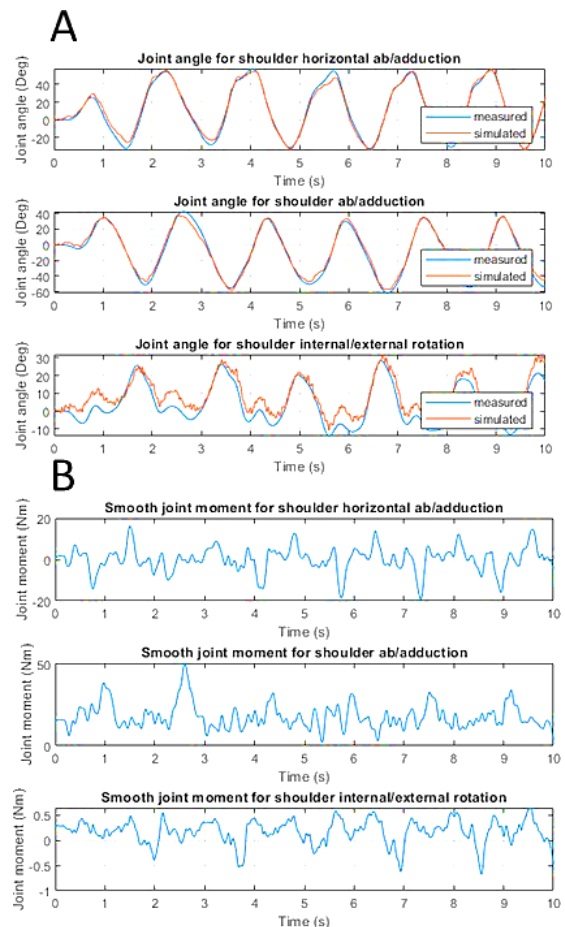 A
Joint angle for shoulder horizontal ab/adduction
Joint angle (Deg)
40
20
0
-20
measured
simulated
0 1 2 3 4 5 6 7 8 9 10
Time (s)
Joint angle for shoulder ab/adduction
Joint angle (Deg)
40
20
0
-20
-40
-60
measured
simulated
0 1 2 3 4 5 6 7 8 9 10
Time (s)
Joint angle for shoulder internal/external rotation
Joint angle (Deg)
30
20
10
0
-10
measured
simulated
0 1 2 3 4 5 6 7 8 9 10
Time (s)
B
Smooth joint moment for shoulder horizontal ab/adduction
Joint moment (Nm)
20
0
-20
0 1 2 3 4 5 6 7 8 9 10
Time (s)
Smooth joint moment for shoulder ab/adduction
Joint moment (Nm)
50
0
0 1 2 3 4 5 6 7 8 9 10
Time (s)
Smooth joint moment for shoulder internal/external rotation
Joint moment (Nm)
0.5
0
-0.5
-1
0 1 2 3 4 5 6 7 8 9 10
Time (s)